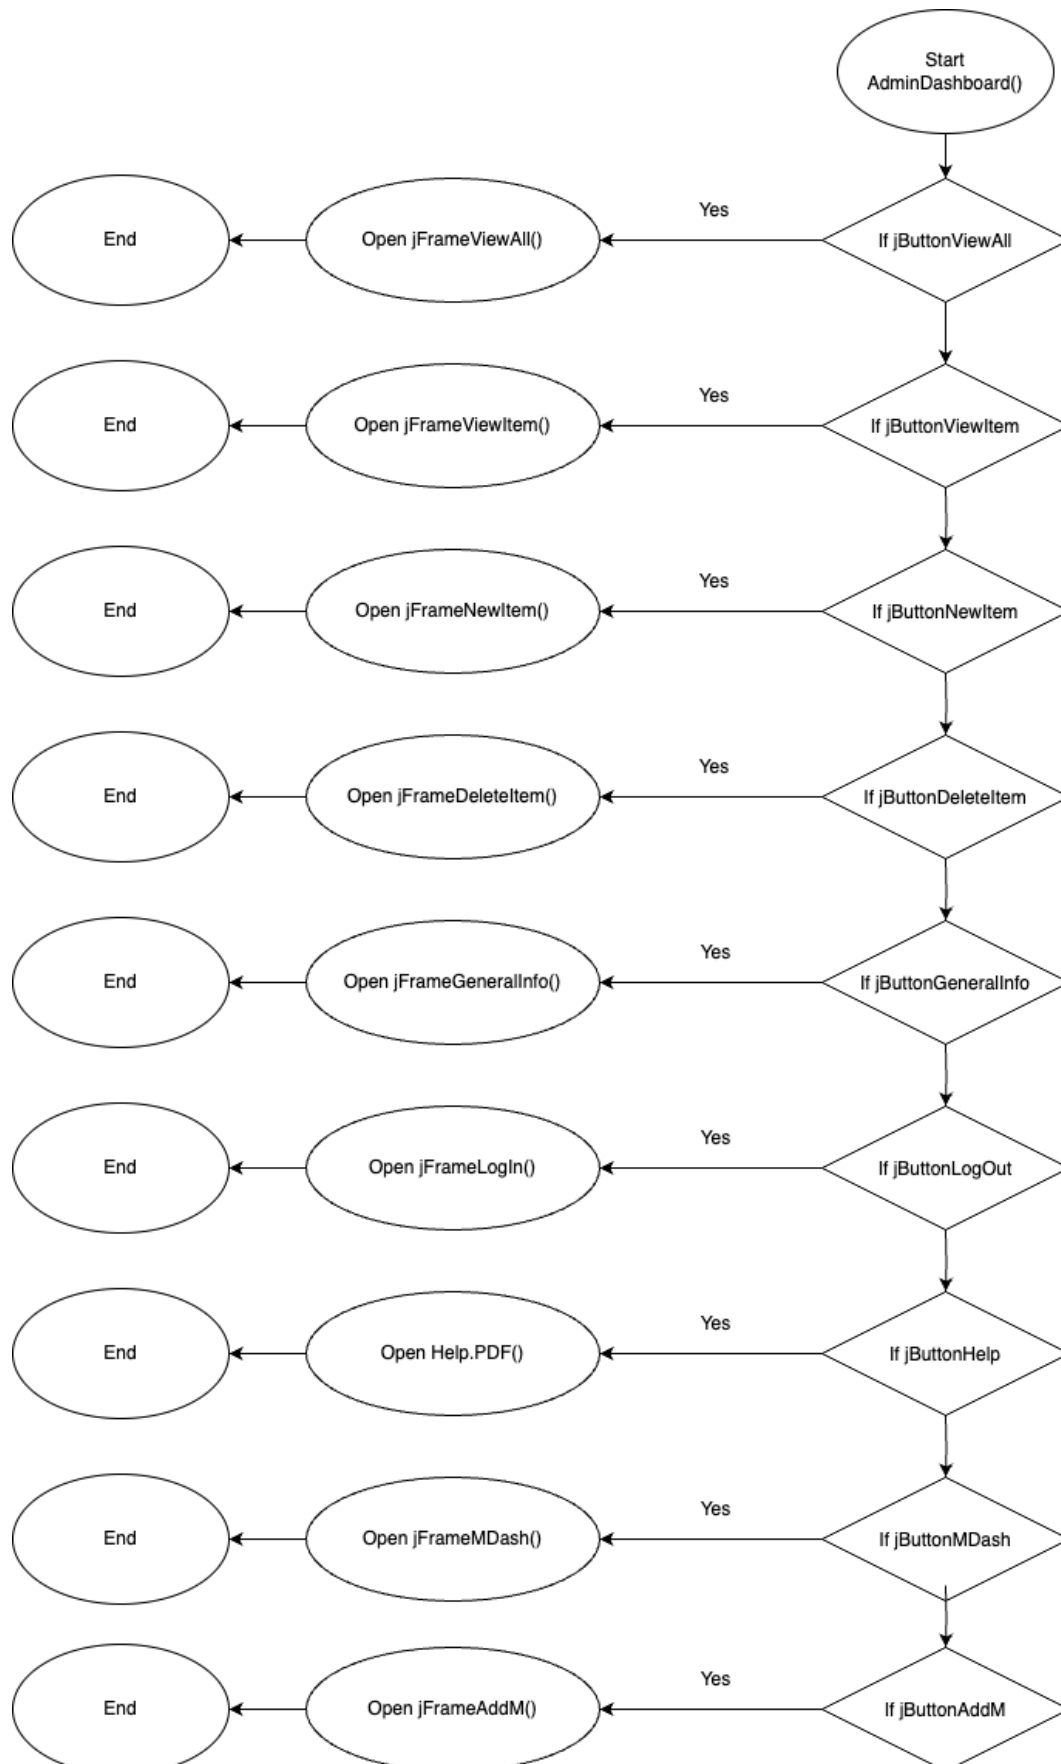 Start
AdminDashboard()
Yes
End
Open jFrameViewAll()
If jButtonViewAll
Yes
End
Open jFrameViewItem()
If jButtonViewItem
Yes
End
Open jFrameNewItem()
If jButtonNewItem
Yes
End
Open jFrameDeleteItem()
If jButtonDeleteItem
Yes
End
Open jFrameGeneralInfo()
If jButtonGeneralInfo
Yes
End
Open jFrameLogIn()
If jButtonLogOut
Yes
End
Open Help.PDF()
If jButtonHelp
Yes
End
Open jFrameMDash()
If jButtonMDash
Yes
End
Open jFrameAddM()
If jButtonAddM